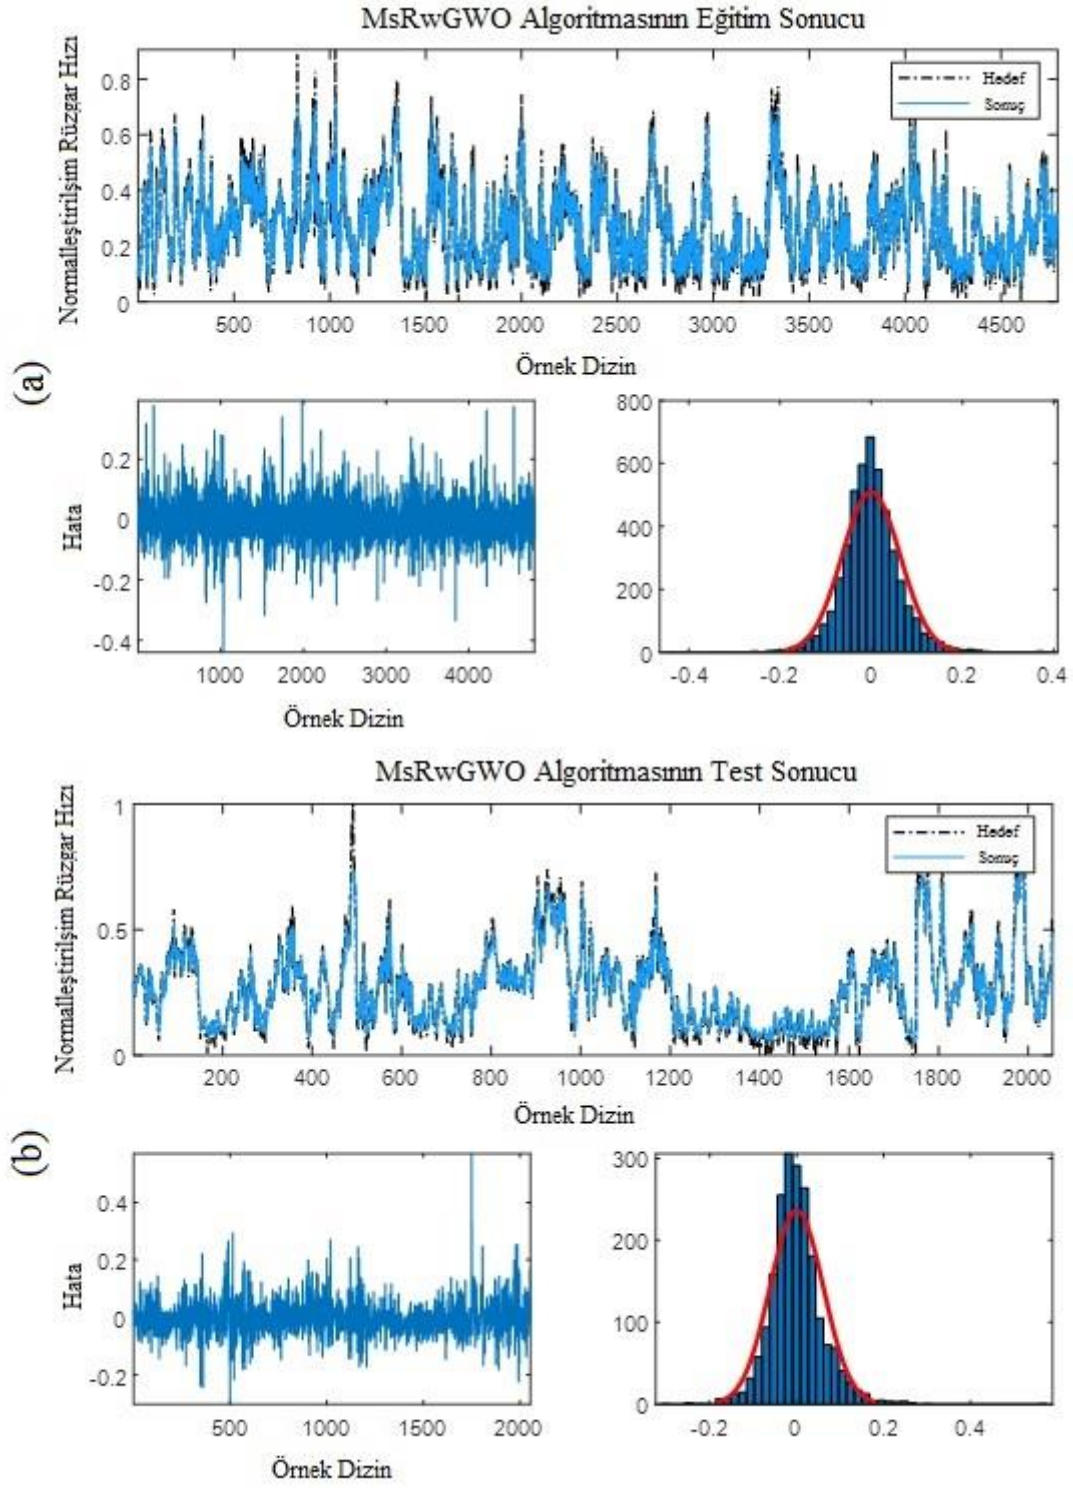 MsRwGWO Algoritmasının Eğitim Sonucu
Normalleştirilşim Rüzgar Hızı
0.8
0.6
0.4
0.2
0
Hedef
Sonuç
500 1000 1500 2000 2500 3000 3500 4000 4500
Örnek Dizin
(a)
Hata
0.2
0
-0.2
-0.4
1000 2000 3000 4000
Örnek Dizin
800
600
400
200
0
-0.4 -0.2 0 0.2 0.4
MsRwGWO Algoritmasının Test Sonucu
Normalleştirilşim Rüzgar Hızı
1
0.5
0
Hedef
Sonuç
200 400 600 800 1000 1200 1400 1600 1800 2000
Örnek Dizin
(b)
Hata
0.4
0.2
0
-0.2
500 1000 1500 2000
Örnek Dizin
300
200
100
0
-0.2 0 0.2 0.4